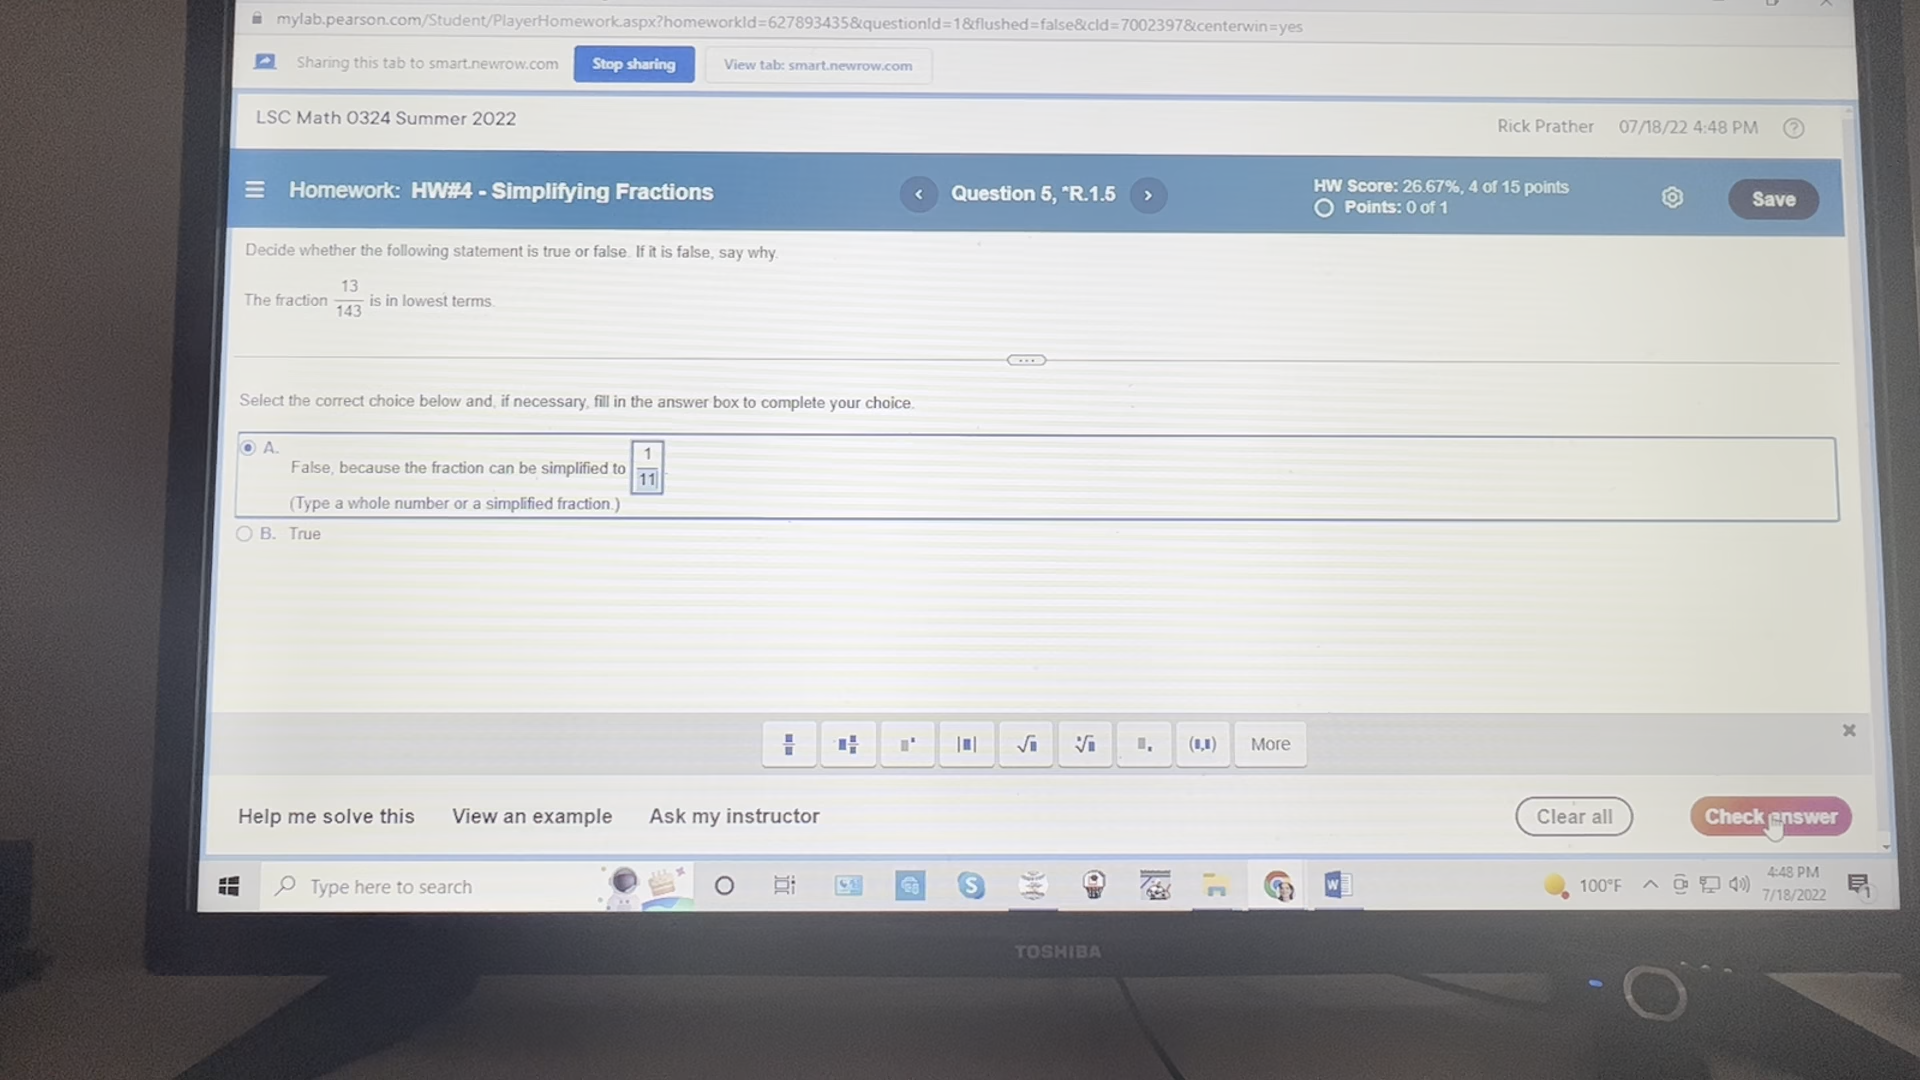 mylab.pearson.com/Student/PlayerHomework.aspx?homeworkId=627893435&questionId=1&flushed=false&cId=7002397&centerwin=yes
Sharing this tab to smart.newrow.com Stop sharing View tab: smart.newrow.com
LSC Math 0324 Summer 2022
Rick Prather 07/18/22 4:48 PM ?
Homework: HW#4 - Simplifying Fractions
Question 5, *R.1.5
HW Score: 26.67%, 4 of 15 points
Points: 0 of 1
Save
Decide whether the following statement is true or false. If it is false, say why.
The fraction 13/143 is in lowest terms.
Select the correct choice below and, if necessary, fill in the answer box to complete your choice.
A.
False, because the fraction can be simplified to 1/11
(Type a whole number or a simplified fraction.)
B. True
More
Help me solve this View an example Ask my instructor Clear all Check answer
Type here to search
100°F
4:48 PM
7/18/2022
TOSHIBA